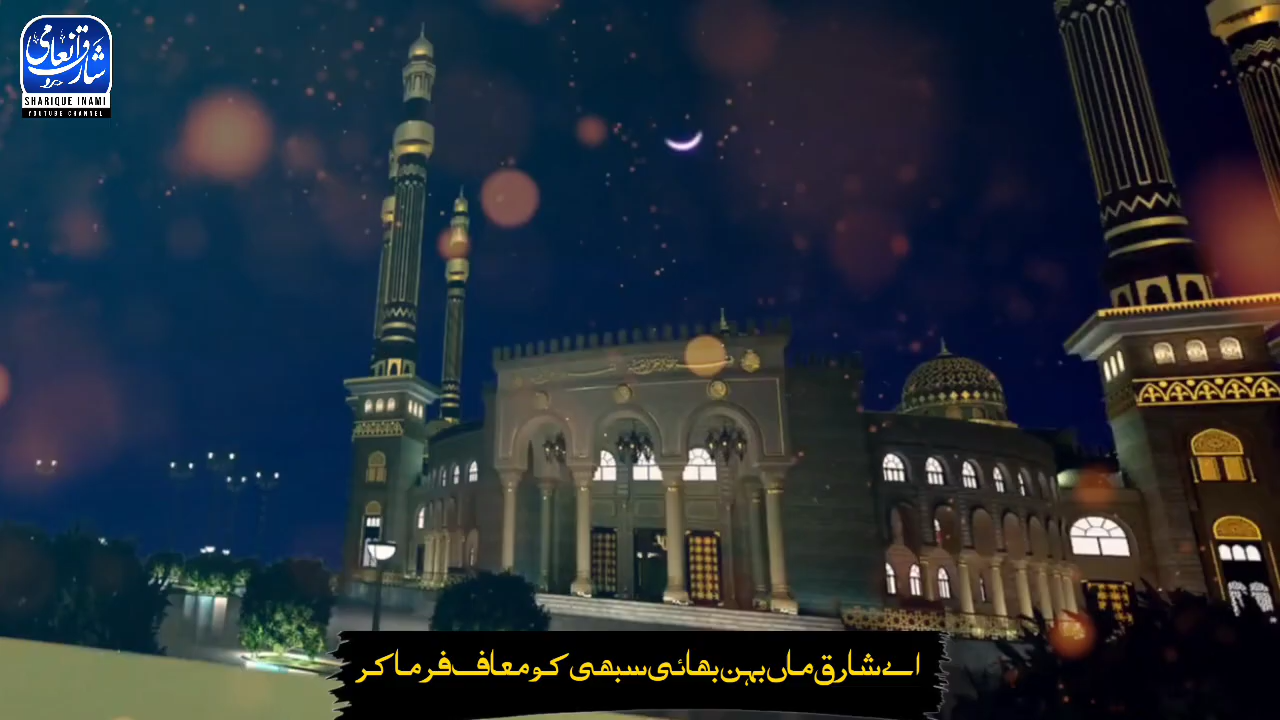 شارق انعامی
SHARIQUE INAMI
YOUTUBE CHANNEL
اے شارق ماں بہن بھائی سبھی کو معاف فرما کر